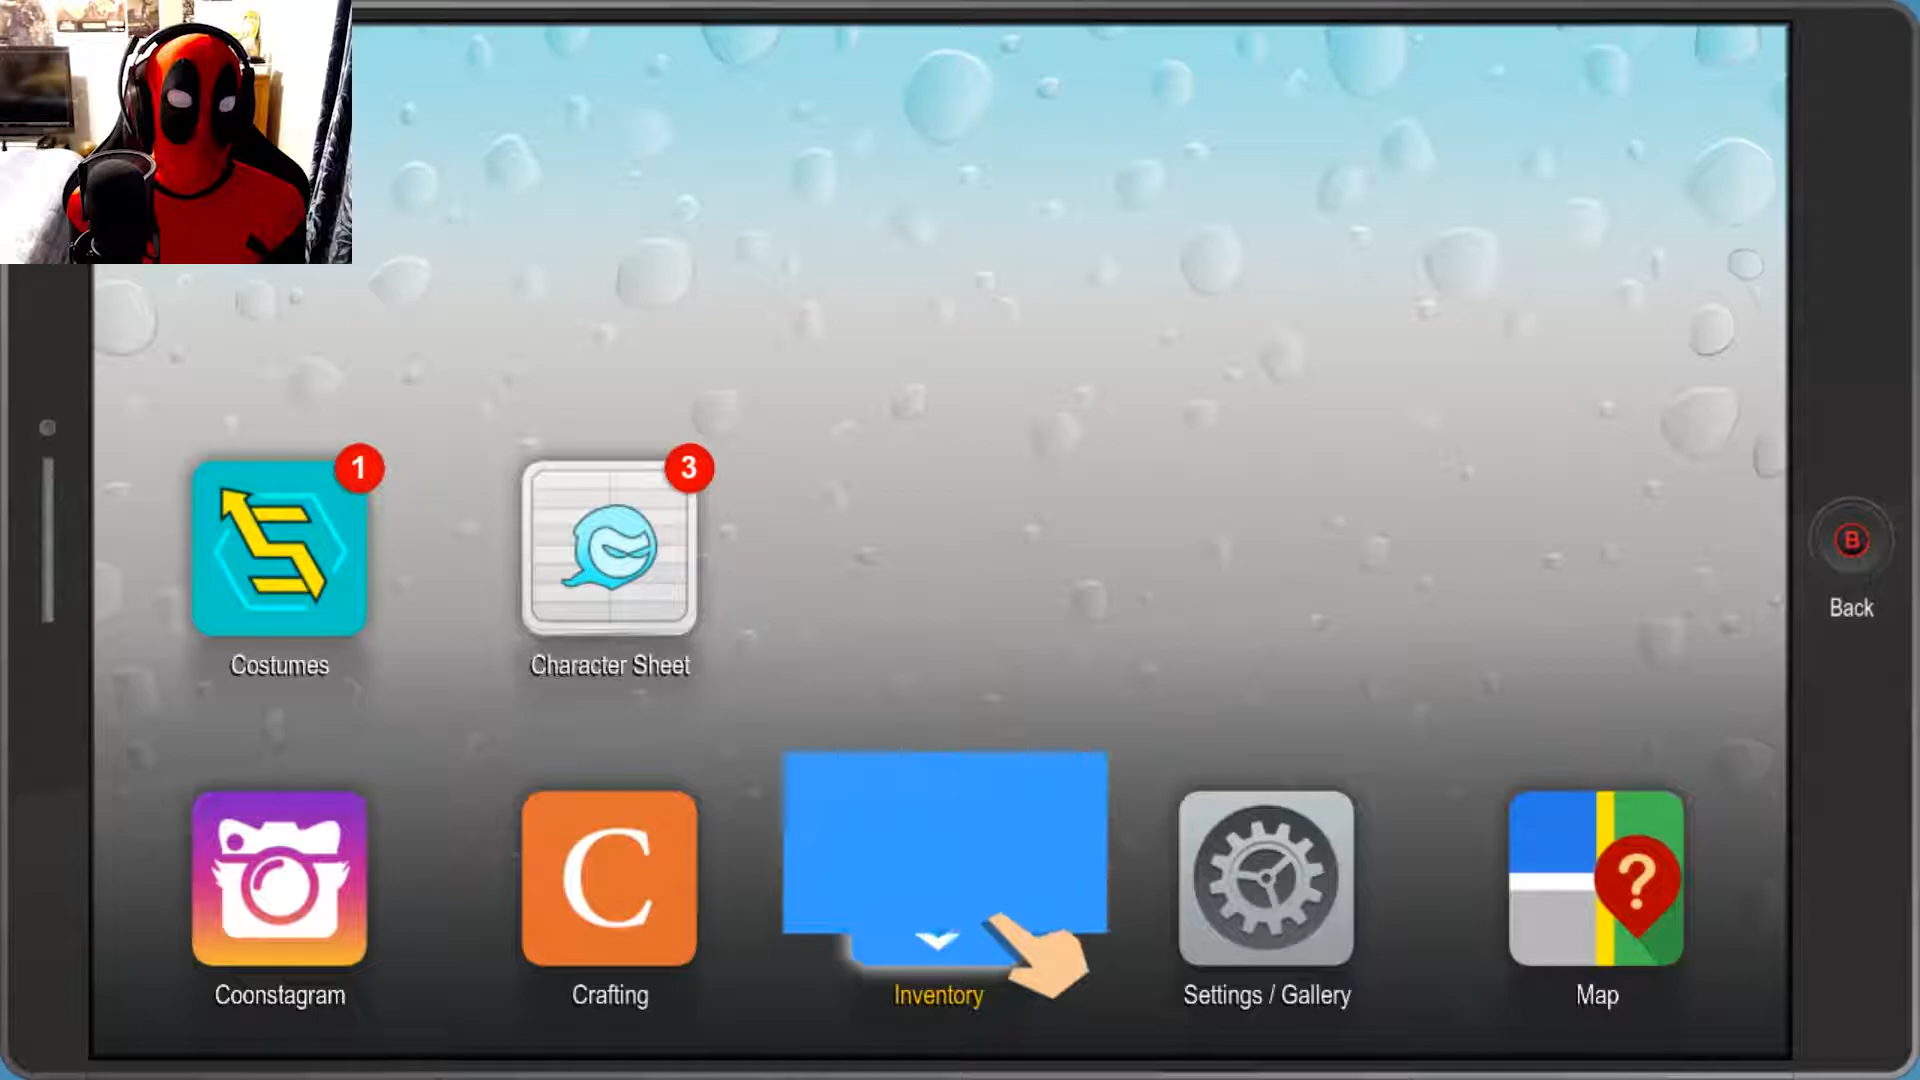 1
3
Costumes
Character Sheet
B
Back
C
?
Coonstagram
Crafting
Inventory
Settings / Gallery
Map